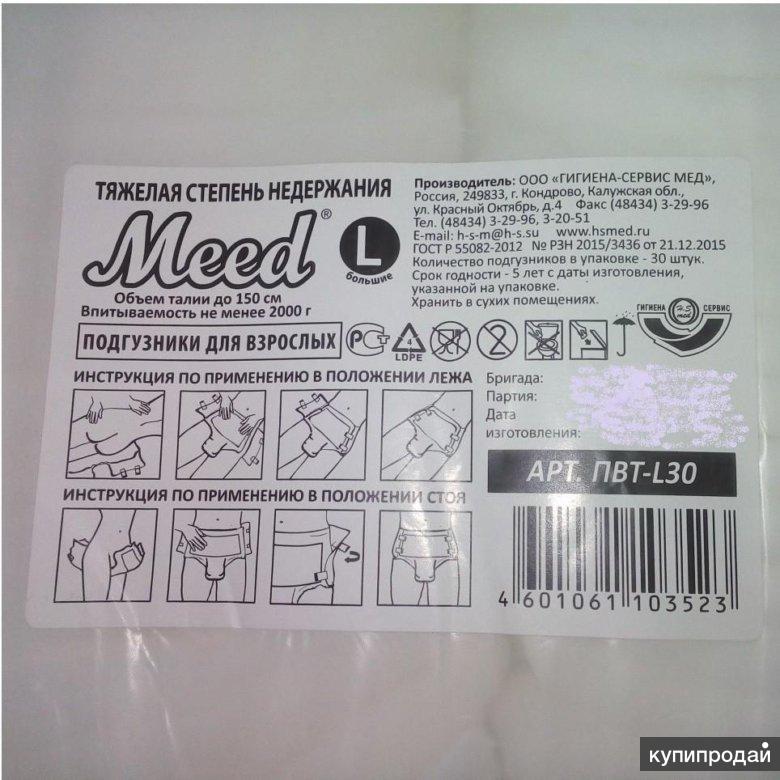 ТЯЖЕЛАЯ СТЕПЕНЬ НЕДЕРЖАНИЯ
Meed®
L
большие
Объем талии до 150 см
Впитываемость не менее 2000 г
ПОДГУЗНИКИ ДЛЯ ВЗРОСЛЫХ
Производитель: ООО «ГИГИЕНА-СЕРВИС МЕД»,
Россия, 249833, г. Кондрово, Калужская обл.,
ул. Красный Октябрь, д.4 Факс (48434) 3-29-96
Тел. (48434) 3-29-96, 3-20-51
E-mail: h-s-m@h-s.su www.hsmed.ru
ГОСТ Р 55082-2012 № РЗН 2015/3436 от 21.12.2015
Количество подгузников в упаковке - 30 штук.
Срок годности - 5 лет с даты изготовления,
указанной на упаковке.
Хранить в сухих помещениях.
РСТ
4
LDPE
2
ГИГИЕНА H-S med СЕРВИС
ИНСТРУКЦИЯ ПО ПРИМЕНЕНИЮ В ПОЛОЖЕНИИ ЛЕЖА
ИНСТРУКЦИЯ ПО ПРИМЕНЕНИЮ В ПОЛОЖЕНИИ СТОЯ
Бригада:
Партия:
Дата
изготовления:
АРТ. ПВТ-L30
4 601061 103523
купипродай